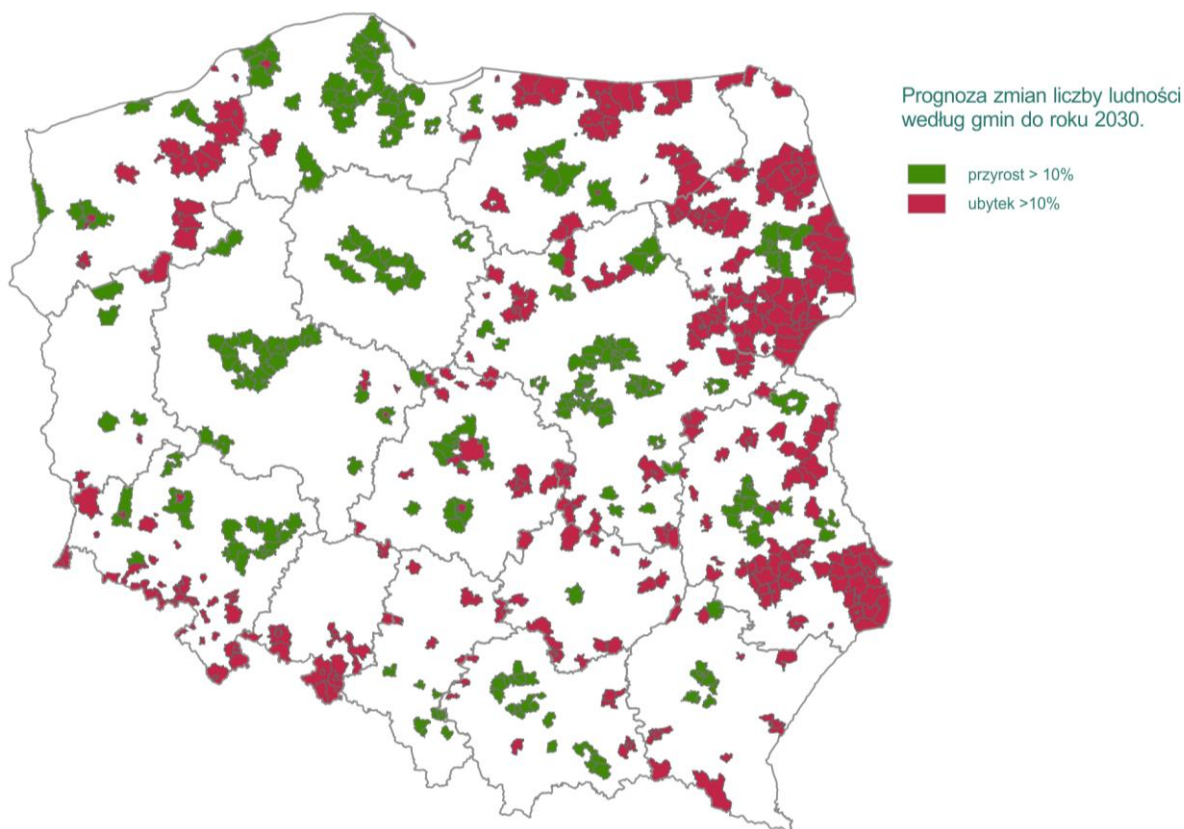 Prognoza zmian liczby ludności
według gmin do roku 2030.
przyrost > 10%
ubytek >10%